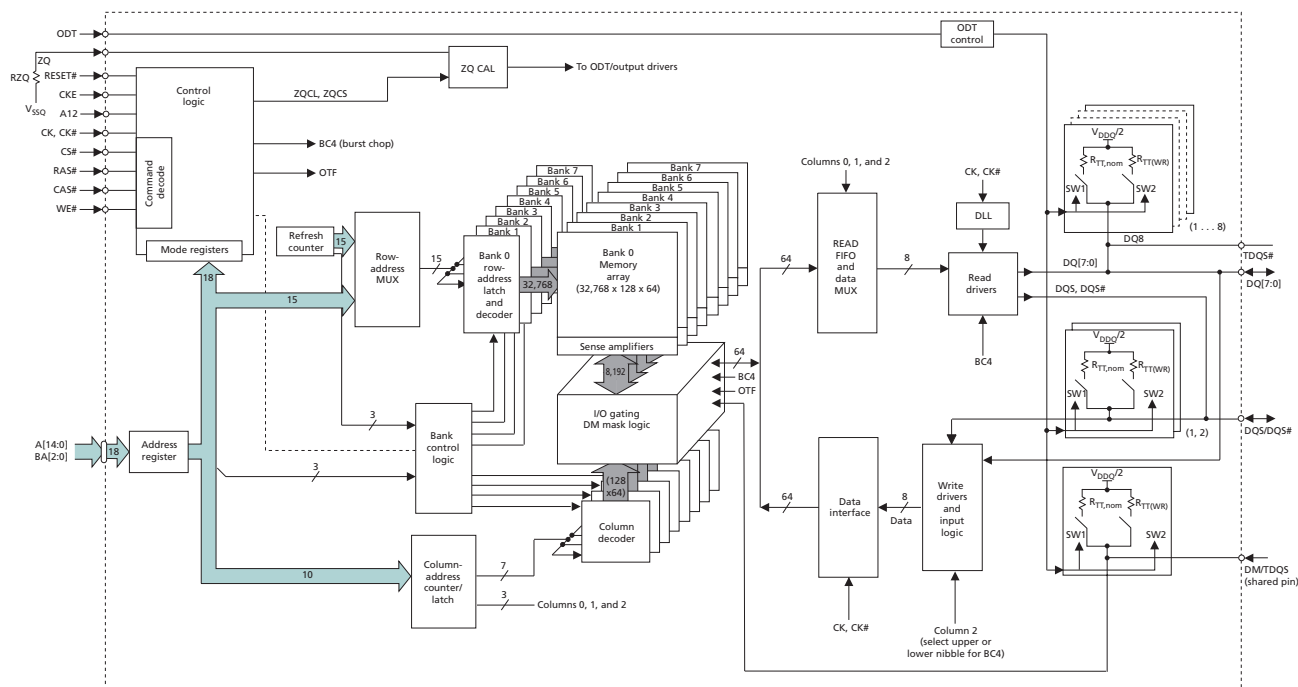 ODT
ODT
control
ZQ
RZQ
VSSQ
ZQ CAL
To ODT/output drivers
RESET#
CKE
A12
CK, CK#
CS#
RAS#
CAS#
WE#
Control
logic
Command
decode
Mode registers
ZQCL, ZQCS
BC4 (burst chop)
OTF
Refresh
counter
15
Row-
address
MUX
15
18
15
Bank 7
Bank 6
Bank 5
Bank 4
Bank 3
Bank 2
Bank 1
Bank 0
row-
address
latch
and
decoder
32,768
Bank 7
Bank 6
Bank 5
Bank 4
Bank 3
Bank 2
Bank 1
Bank 0
Memory
array
(32,768 x 128 x 64)
Sense amplifiers
8,192
64
BC4
OTF
I/O gating
DM mask logic
(128
x64)
Column
decoder
3
3
Bank
control
logic
A[14:0]
BA[2:0]
18
Address
register
10
Column-
address
counter/
latch
7
3
Columns 0, 1, and 2
Columns 0, 1, and 2
64
READ
FIFO
and
data
MUX
8
CK, CK#
DLL
Read
drivers
BC4
DQ[7:0]
DQS, DQS#
DQ8
VDDQ/2
RTT,nom
RTT(WR)
SW1
SW2
(1 . . . 8)
TDQS#
DQ[7:0]
VDDQ/2
RTT,nom
RTT(WR)
SW1
SW2
(1, 2)
DQS/DQS#
VDDQ/2
RTT,nom
RTT(WR)
SW1
SW2
DM/TDQS
(shared pin)
64
Data
interface
8
Data
Write
drivers
and
input
logic
CK, CK#
Column 2
(select upper or
lower nibble for BC4)